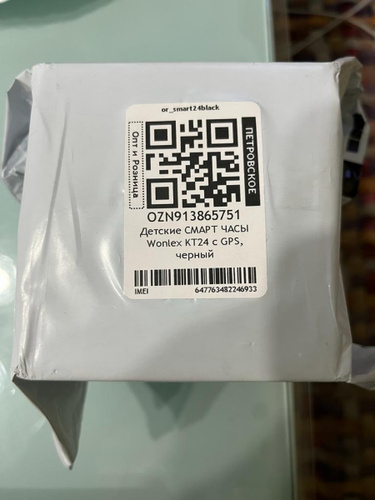 or_smart24black
Опт и Розница
ПЕТРОВСКОЕ
OZN913865751
Детские СМАРТ ЧАСЫ
Wonlex KT24 с GPS,
черный
IMEI 647763482246933